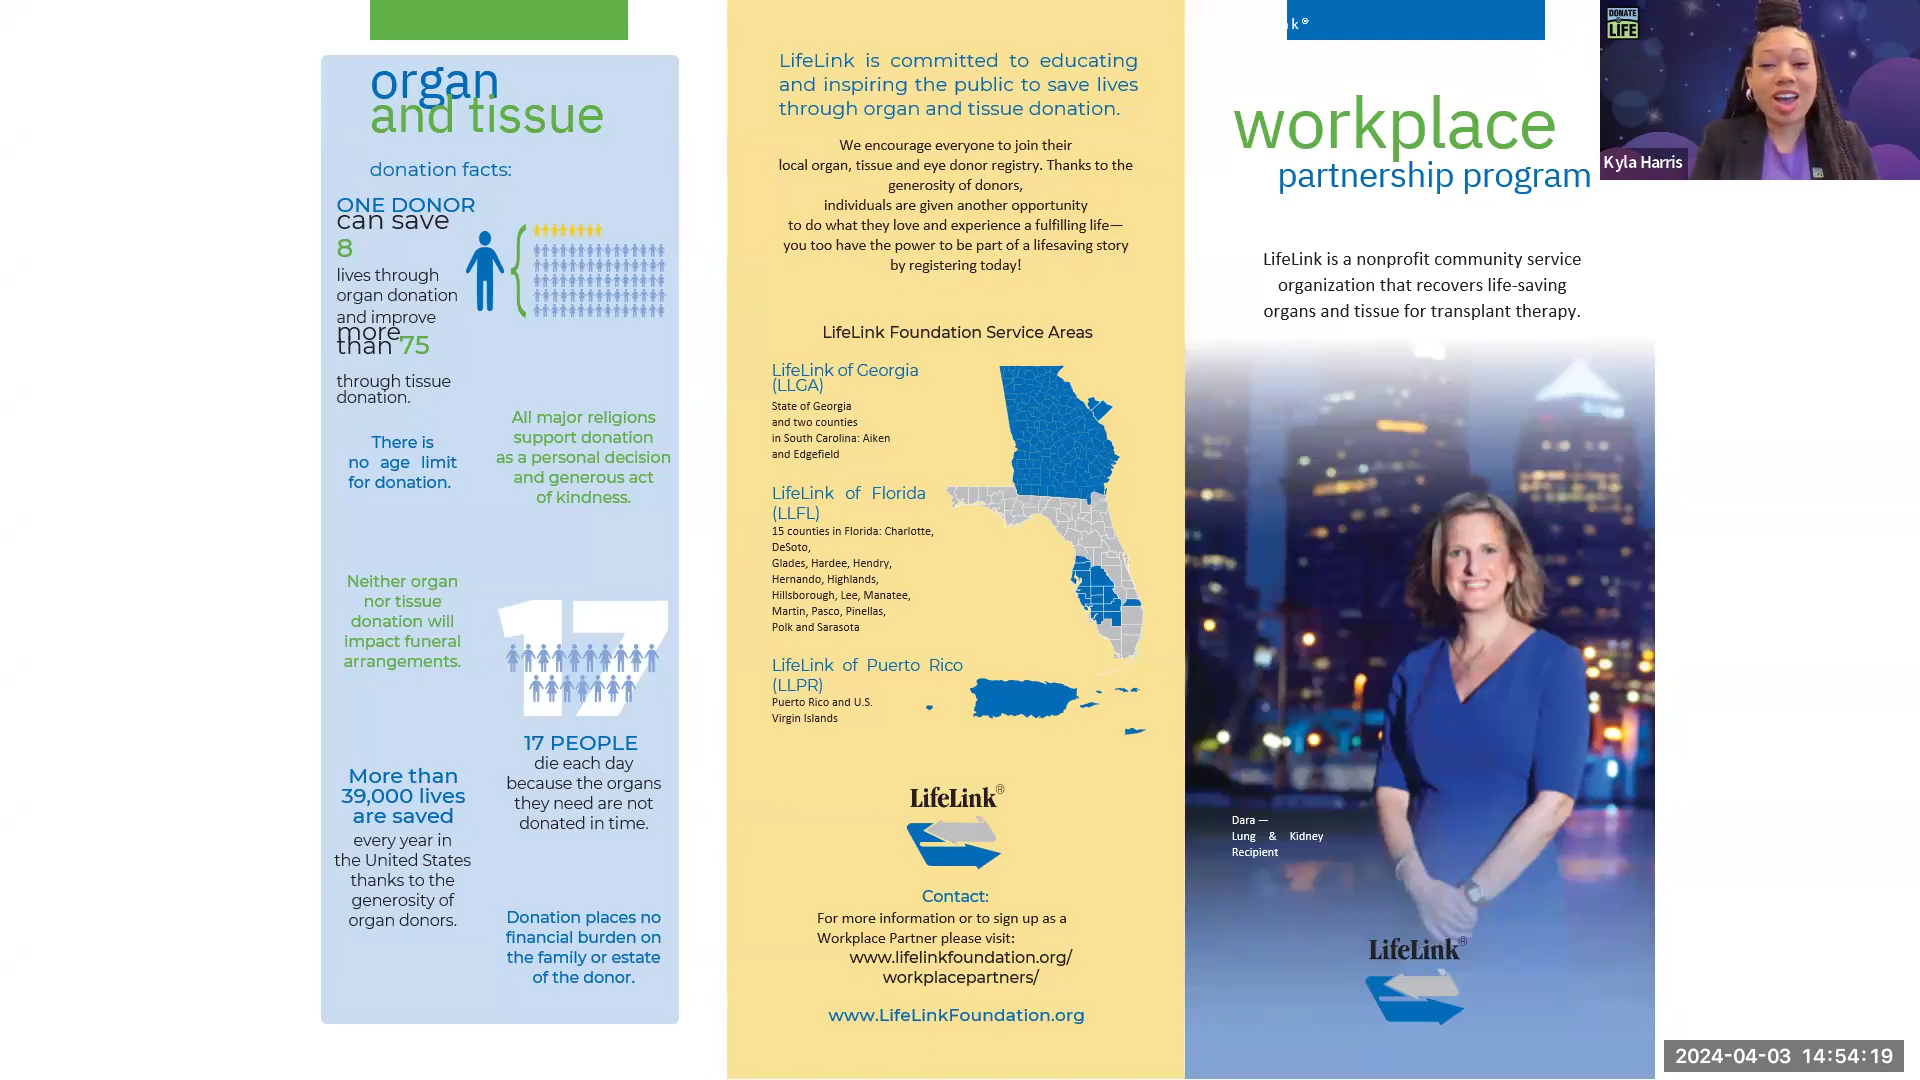 organ
and tissue
donation facts:
ONE DONOR
can save
8
lives through
organ donation
and improve
more
than 75
through tissue
donation.
There is
no age limit
for donation.
All major religions
support donation
as a personal decision
and generous act
of kindness.
Neither organ
nor tissue
donation will
impact funeral
arrangements.
17
17 PEOPLE
die each day
because the organs
they need are not
donated in time.
More than
39,000 lives
are saved
every year in
the United States
thanks to the
generosity of
organ donors.
Donation places no
financial burden on
the family or estate
of the donor.
LifeLink is committed to educating
and inspiring the public to save lives
through organ and tissue donation.
We encourage everyone to join their
local organ, tissue and eye donor registry. Thanks to the
generosity of donors,
individuals are given another opportunity
to do what they love and experience a fulfilling life—
you too have the power to be part of a lifesaving story
by registering today!
LifeLink Foundation Service Areas
LifeLink of Georgia
(LLGA)
State of Georgia
and two counties
in South Carolina: Aiken
and Edgefield
LifeLink of Florida
(LLFL)
15 counties in Florida: Charlotte,
DeSoto,
Glades, Hardee, Hendry,
Hernando, Highlands,
Hillsborough, Lee, Manatee,
Martin, Pasco, Pinellas,
Polk and Sarasota
LifeLink of Puerto Rico
(LLPR)
Puerto Rico and U.S.
Virgin Islands
LifeLink®
Contact:
For more information or to sign up as a
Workplace Partner please visit:
www.lifelinkfoundation.org/
workplacepartners/
www.LifeLinkFoundation.org
k®
workplace
partnership program
LifeLink is a nonprofit community service
organization that recovers life-saving
organs and tissue for transplant therapy.
Dara —
Lung & Kidney
Recipient
LifeLink®
DONATE
LIFE
Kyla Harris
2024-04-03 14:54:19